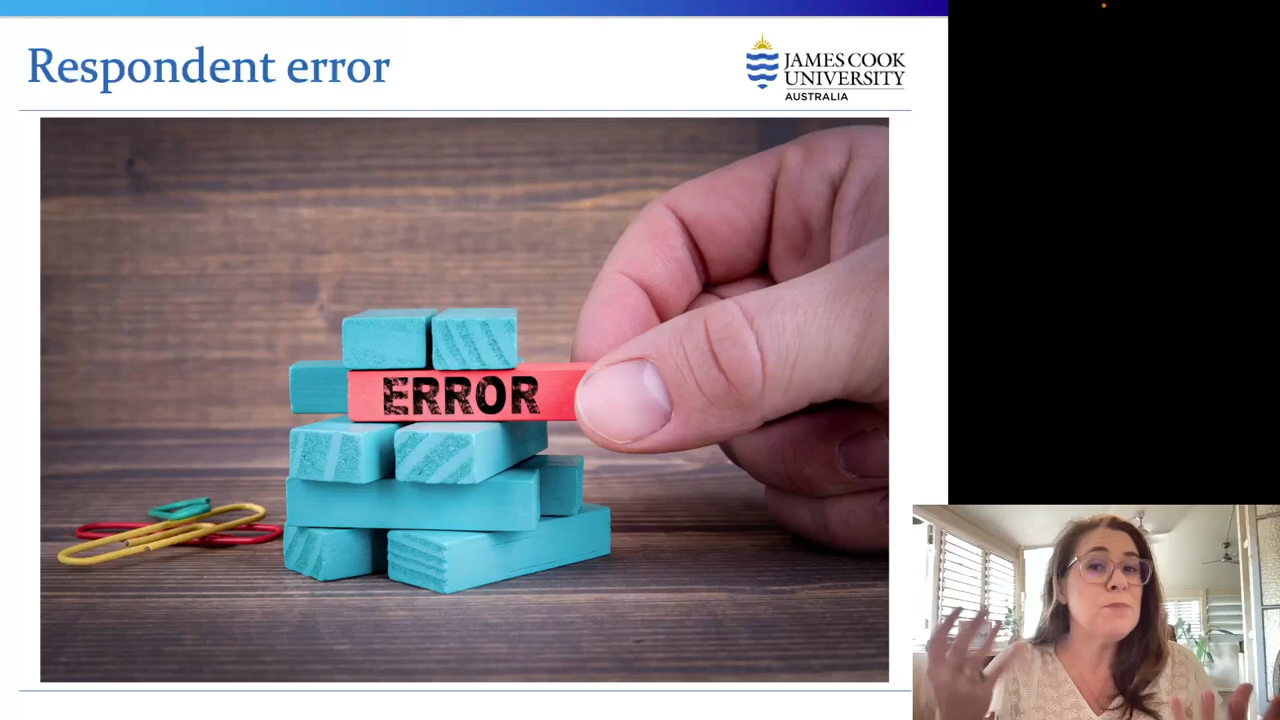 Respondent error
JAMES COOK
UNIVERSITY
AUSTRALIA
ERROR